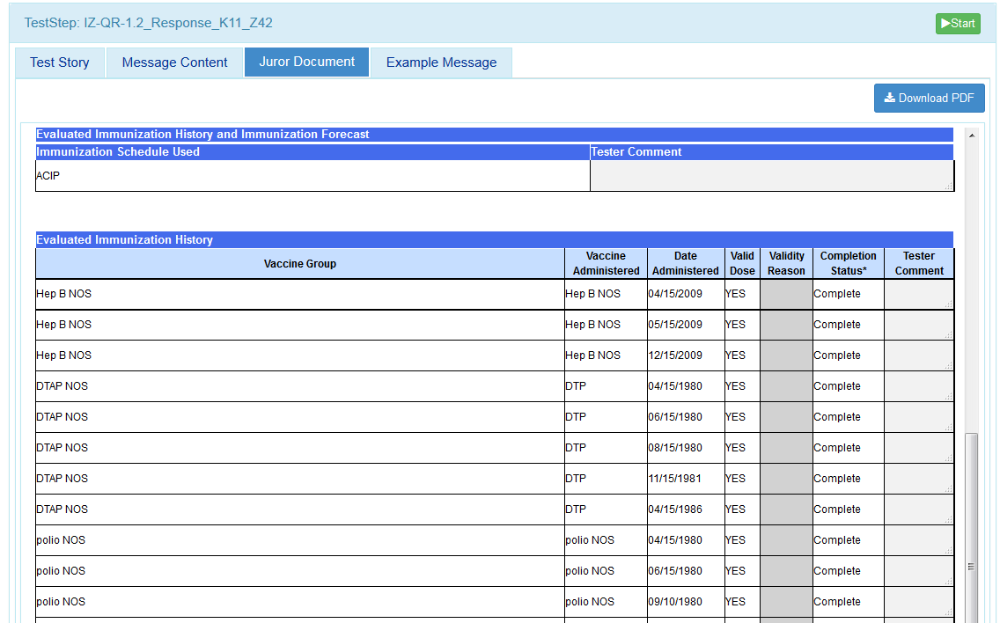 TestStep: IZ-QR-1.2_Response_K11_Z42
Start
Test Story Message Content Juror Document Example Message
Download PDF
Evaluated Immunization History and Immunization Forecast
Immunization Schedule Used Tester Comment
ACIP
Evaluated Immunization History
Vaccine Group Vaccine Administered Date Administered Valid Dose Validity Reason Completion Status* Tester Comment
Hep B NOS Hep B NOS 04/15/2009 YES Complete
Hep B NOS Hep B NOS 05/15/2009 YES Complete
Hep B NOS Hep B NOS 12/15/2009 YES Complete
DTAP NOS DTP 04/15/1980 YES Complete
DTAP NOS DTP 06/15/1980 YES Complete
DTAP NOS DTP 08/15/1980 YES Complete
DTAP NOS DTP 11/15/1981 YES Complete
DTAP NOS DTP 04/15/1986 YES Complete
polio NOS polio NOS 04/15/1980 YES Complete
polio NOS polio NOS 06/15/1980 YES Complete
polio NOS polio NOS 09/10/1980 YES Complete